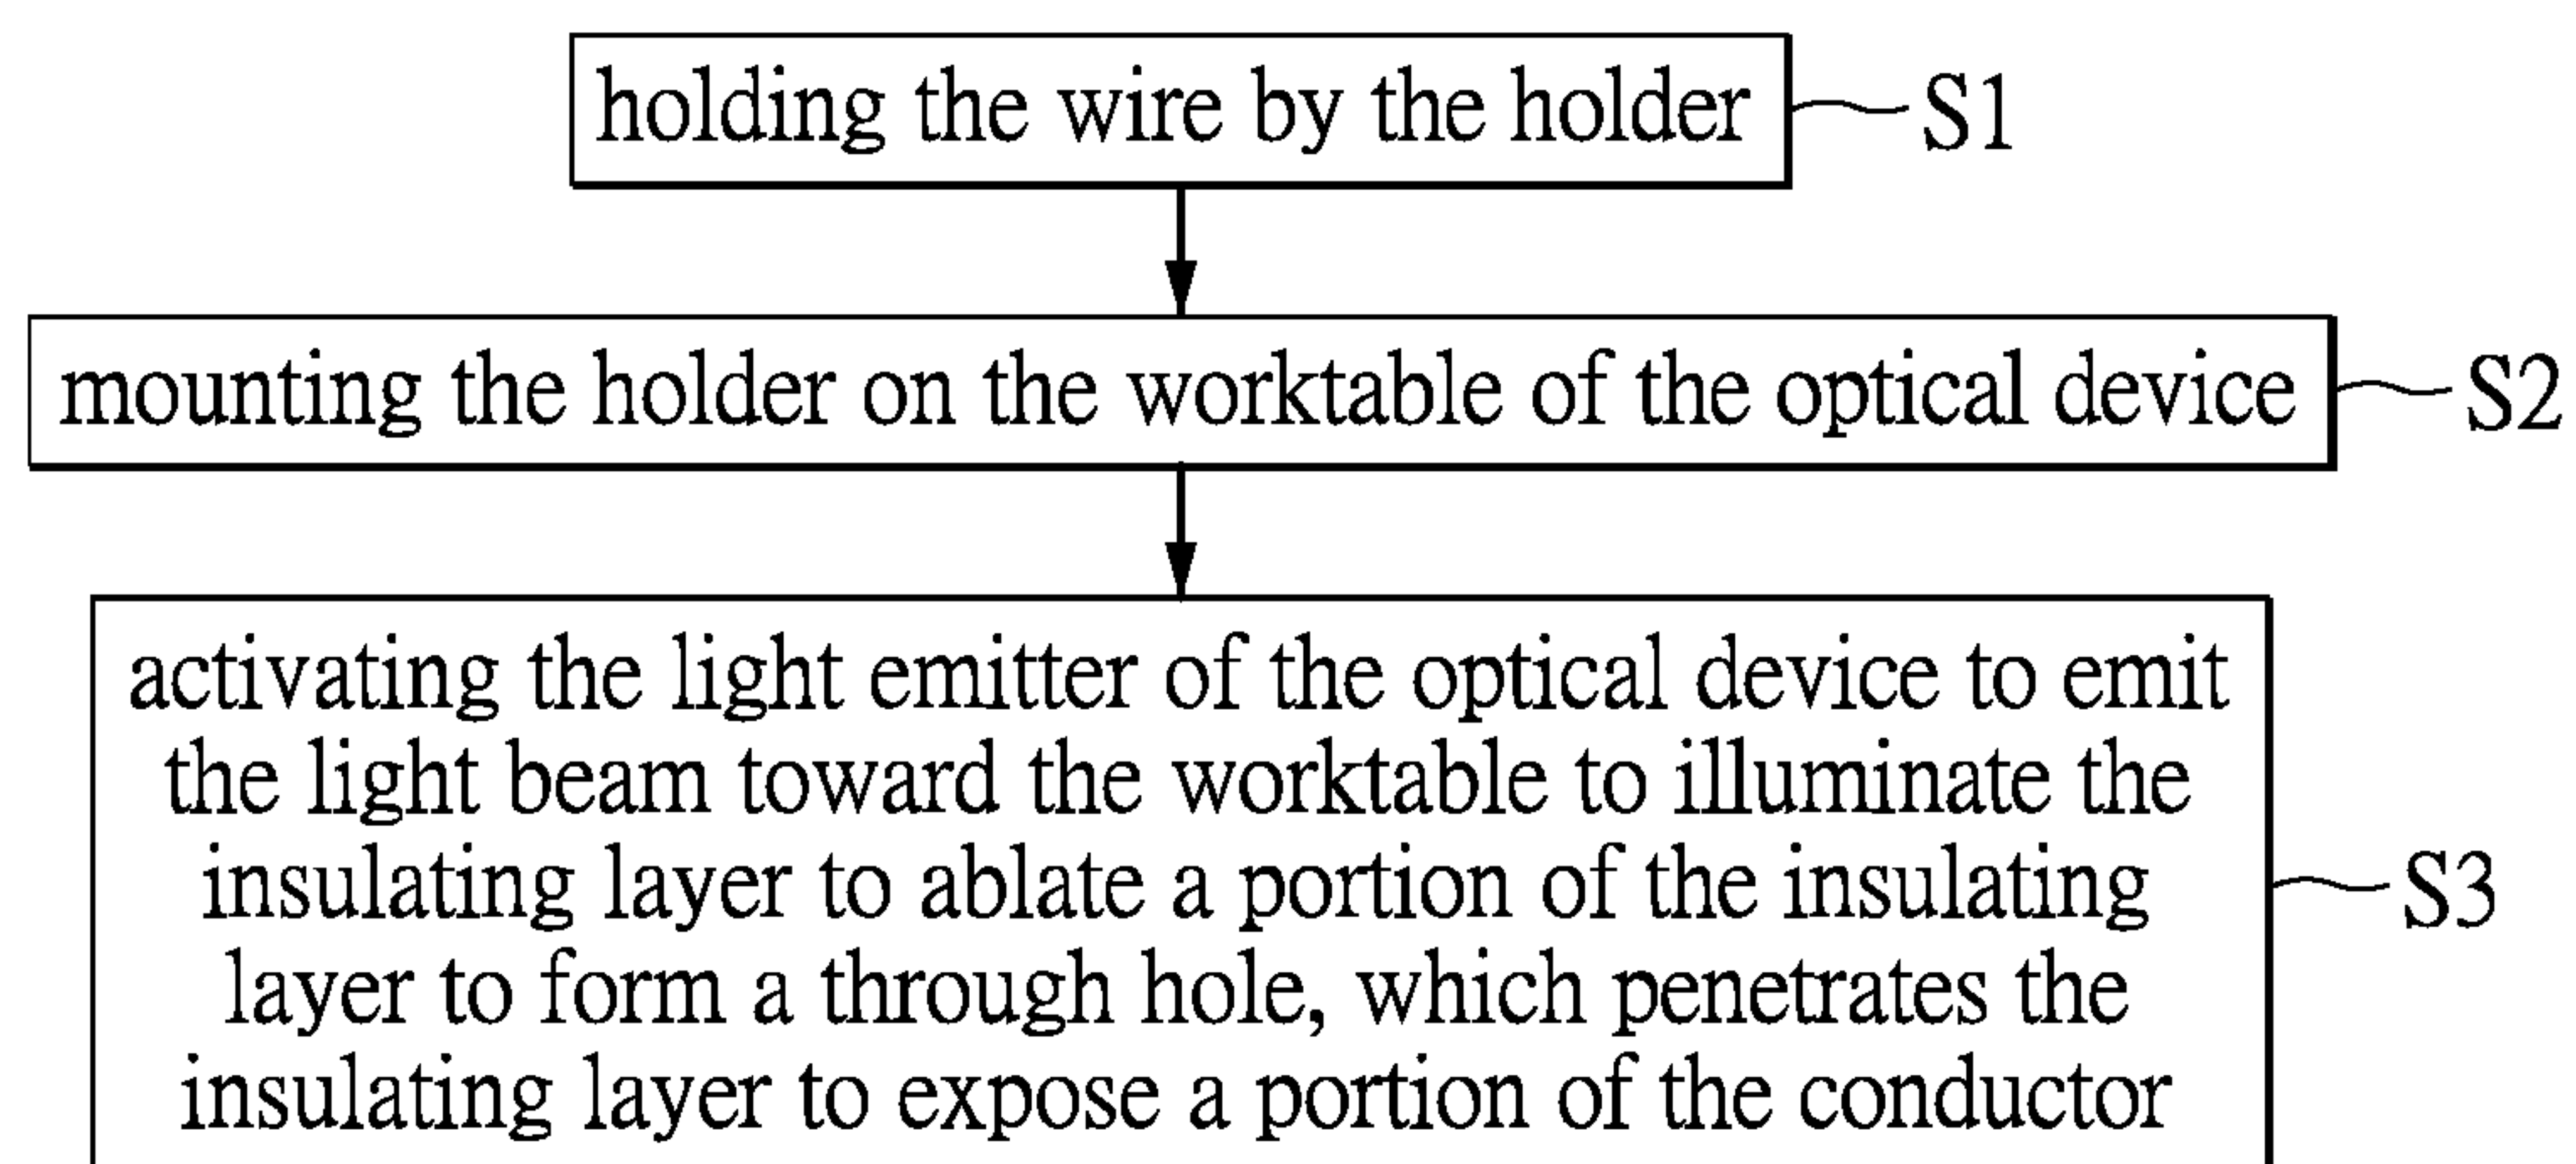 holding the wire by the holder
S1
mounting the holder on the worktable of the optical device
S2
activating the light emitter of the optical device to emit
the light beam toward the worktable to illuminate the
insulating layer to ablate a portion of the insulating
layer to form a through hole, which penetrates the
insulating layer to expose a portion of the conductor
S3